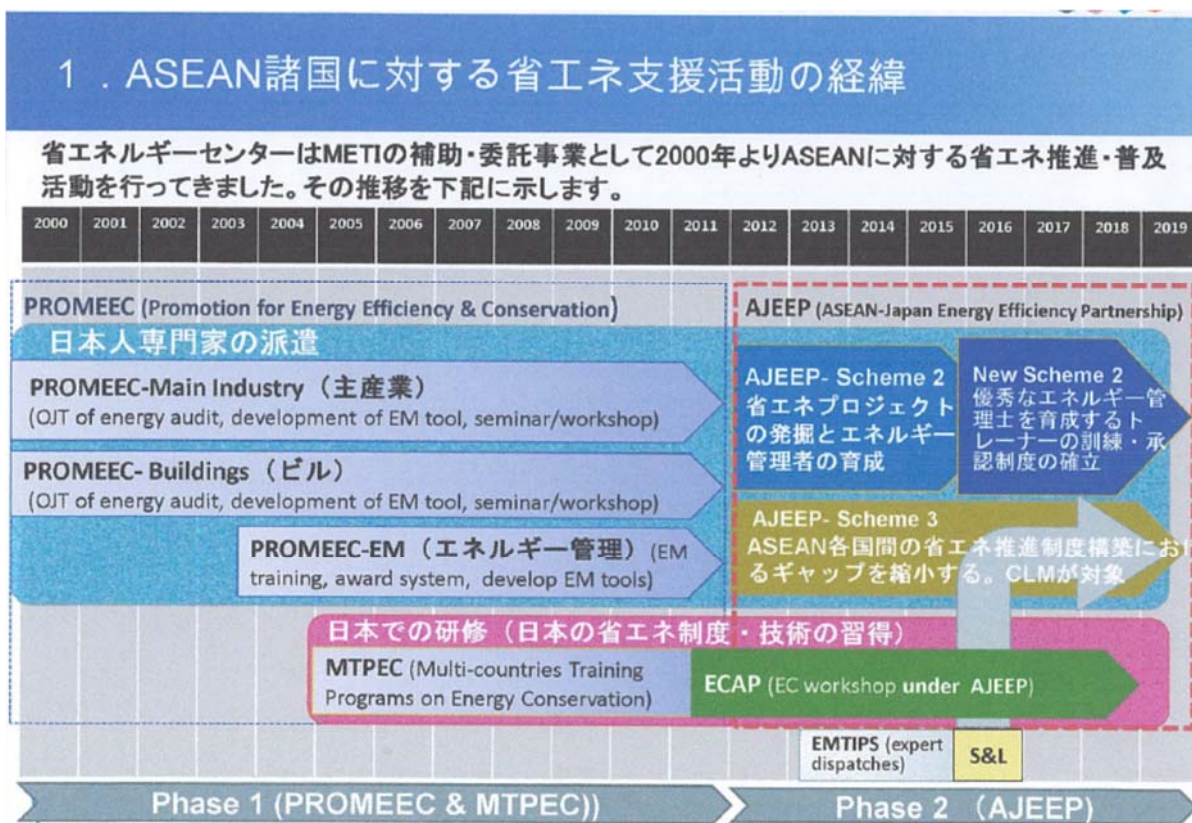 １．ASEAN諸国に対する省エネ支援活動の経緯
省エネルギーセンターはMETIの補助・委託事業として2000年よりASEANに対する省エネ推進・普及
活動を行ってきました。その推移を下記に示します。
2000 2001 2002 2003 2004 2005 2006 2007 2008 2009 2010 2011 2012 2013 2014 2015 2016 2017 2018 2019
PROMEEC (Promotion for Energy Efficiency & Conservation)
日本人専門家の派遣
PROMEEC-Main Industry（主産業）
(OJT of energy audit, development of EM tool, seminar/workshop)
PROMEEC- Buildings（ビル）
(OJT of energy audit, development of EM tool, seminar/workshop)
PROMEEC-EM（エネルギー管理）(EM
training, award system, develop EM tools)
AJEEP (ASEAN-Japan Energy Efficiency Partnership)
AJEEP- Scheme 2
省エネプロジェクト
の発掘とエネルギー
管理者の育成
New Scheme 2
優秀なエネルギー管
理士を育成するト
レーナーの訓練・承
認制度の確立
AJEEP- Scheme 3
ASEAN各国間の省エネ推進制度構築におけ
るギャップを縮小する。CLMが対象
日本での研修（日本の省エネ制度・技術の習得）
MTPEC (Multi-countries Training
Programs on Energy Conservation)
ECAP (EC workshop under AJEEP)
EMTIPS (expert
dispatches)
S&L
Phase 1 (PROMEEC & MTPEC))
Phase 2 （AJEEP)